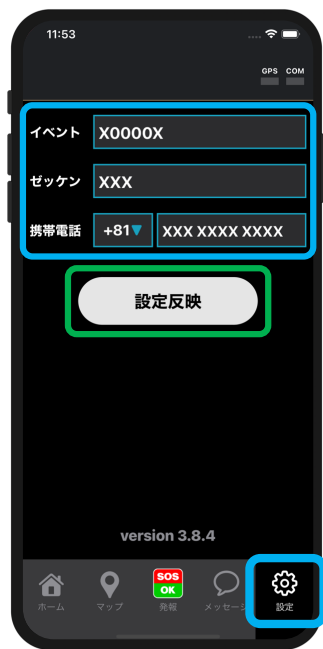 11:53
GPS COM
イベント X0000X
ゼッケン XXX
携帯電話 +81▼ XXX XXXX XXXX
設定反映
version 3.8.4
SOS
OK
ホーム マップ 発報 メッセージ 設定